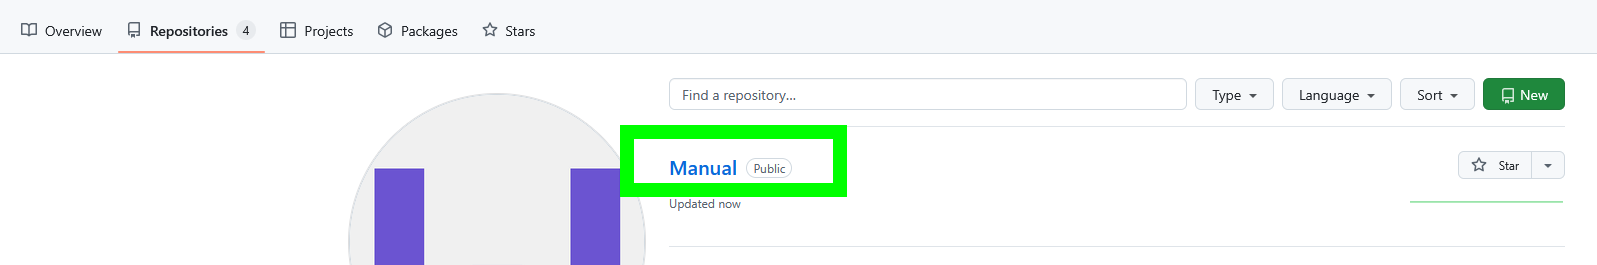 Overview Repositories 4 Projects Packages Stars
Find a repository... Type Language Sort New
Manual Public Star
Updated now